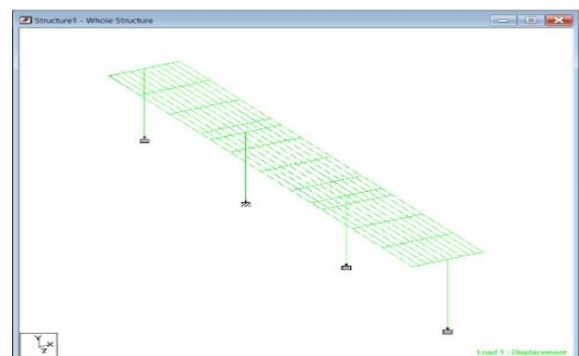 Structure1 - Whole Structure
Y
X
Z
Load 1 : Displacement